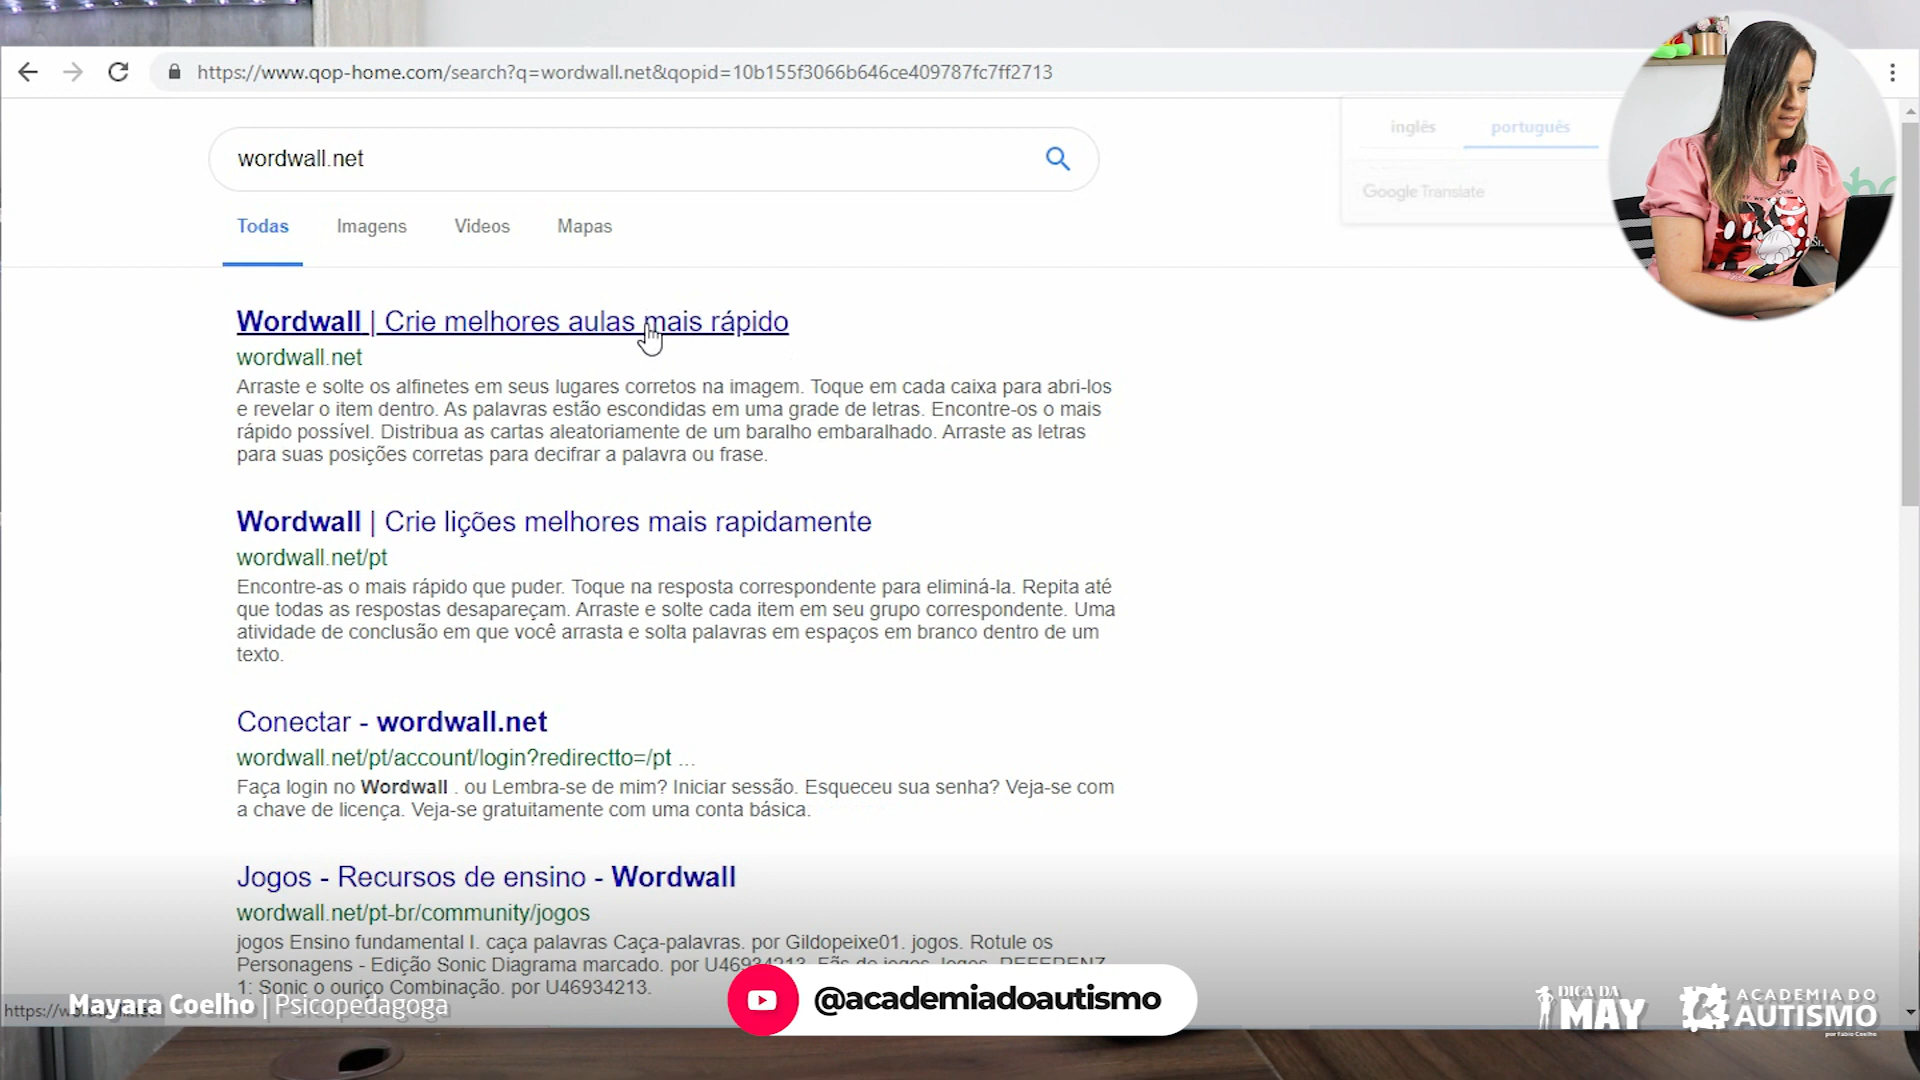 https://www.qop-home.com/search?q=wordwall.net&qopid=10b155f3066b646ce409787fc7ff2713
inglês português
Google Translate
wordwall.net
Todas Imagens Videos Mapas
Wordwall | Crie melhores aulas mais rápido
wordwall.net
Arraste e solte os alfinetes em seus lugares corretos na imagem. Toque em cada caixa para abri-los
e revelar o item dentro. As palavras estão escondidas em uma grade de letras. Encontre-os o mais
rápido possível. Distribua as cartas aleatoriamente de um baralho embaralhado. Arraste as letras
para suas posições corretas para decifrar a palavra ou frase.
Wordwall | Crie lições melhores mais rapidamente
wordwall.net/pt
Encontre-as o mais rápido que puder. Toque na resposta correspondente para eliminá-la. Repita até
que todas as respostas desapareçam. Arraste e solte cada item em seu grupo correspondente. Uma
atividade de conclusão em que você arrasta e solta palavras em espaços em branco dentro de um
texto.
Conectar - wordwall.net
wordwall.net/pt/account/login?redirectto=/pt ...
Faça login no Wordwall . ou Lembra-se de mim? Iniciar sessão. Esqueceu sua senha? Veja-se com
a chave de licença. Veja-se gratuitamente com uma conta básica.
Jogos - Recursos de ensino - Wordwall
wordwall.net/pt-br/community/jogos
jogos Ensino fundamental I. caça palavras Caça-palavras. por Gildopeixe01. jogos. Rotule os
Personagens - Edição Sonic Diagrama marcado. por U46934213. Fãs de jogos. Jogos. REFERENZ
1: Sonic o ouriço Combinação. por U46934213.
Mayara Coelho | Psicopedagoga
@academiadoautismo
DICA DA
MAY
ACADEMIA DO
AUTISMO
por Fábio Coelho